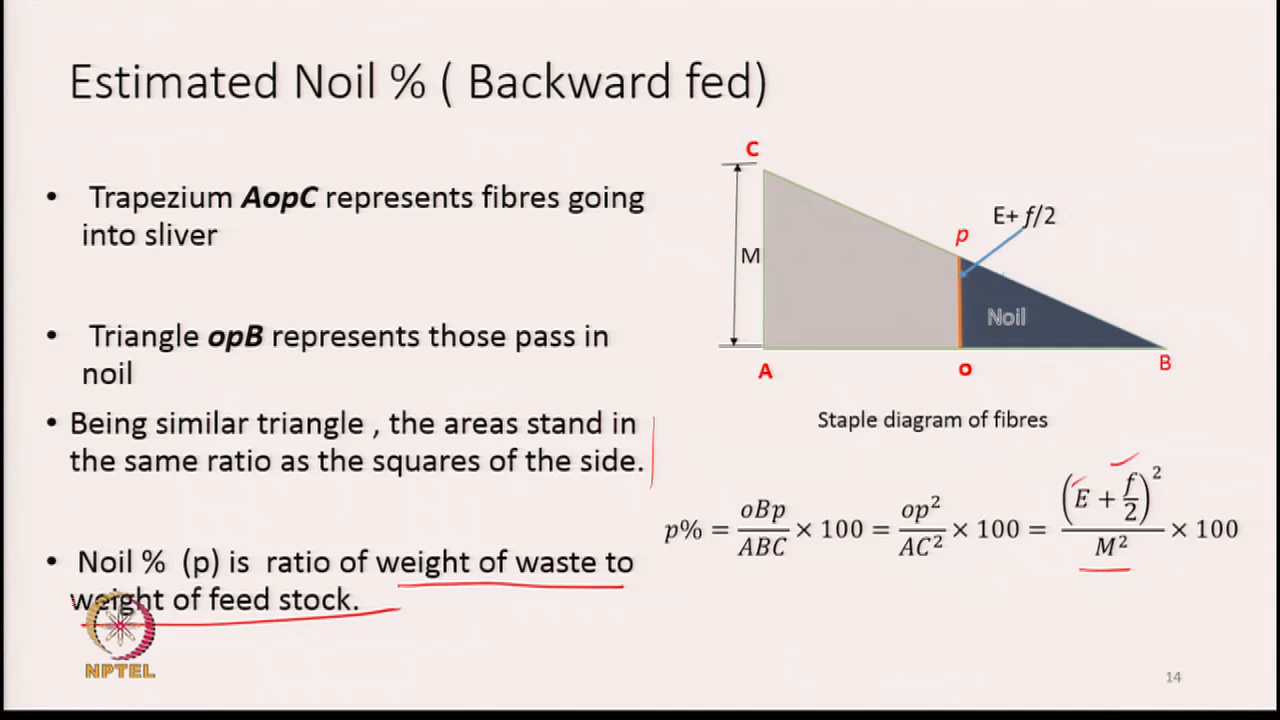 Estimated Noil % ( Backward fed)
• Trapezium AopC represents fibres going
into sliver
• Triangle opB represents those pass in
noil
• Being similar triangle , the areas stand in
the same ratio as the squares of the side.
• Noil % (p) is ratio of weight of waste to
weight of feed stock.
NPTEL
C
M
p
E+ f/2
Noil
A
o
B
Staple diagram of fibres
p% = oBp/ABC × 100 = op²/AC² × 100 = (E + f/2)²/M² × 100
14